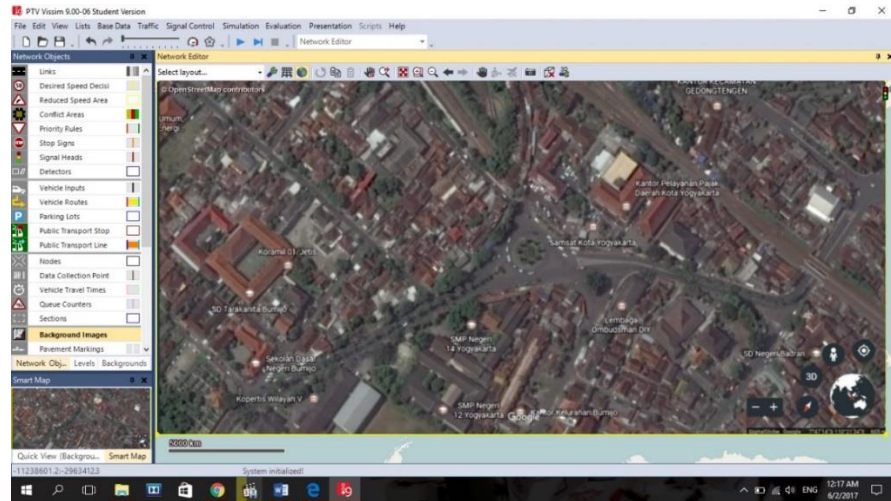 PTV Vissim 9.00-06 Student Version
File Edit View Lists Base Data Traffic Signal Control Simulation Evaluation Presentation Scripts Help
Network Editor
Network Objects
Network Editor
Select layout...
Links
Desired Speed Decisi
Reduced Speed Area
Conflict Areas
Priority Rules
Stop Signs
Signal Heads
Detectors
Vehicle Inputs
Vehicle Routes
Parking Lots
Public Transport Stop
Public Transport Line
Nodes
Data Collection Point
Vehicle Travel Times
Queue Counters
Sections
Background Images
Pavement Markings
Network Obj... Levels Backgrounds
Smart Map
Quick View (Backgrou... Smart Map
© OpenStreetMap contributors
KANTOR KECAMATAN
GEDONGTENGEN
Umum,
Energi
Kantor Pelayanan Pajak
Daerah Kota Yogyakarta
Koramil 01/Jetis
Samsat Kota Yogyakarta
SD Tarakanita Bumijo
Lembaga
Ombudsman DIY
SMP Negeri
14 Yogyakarta
SD Negeri Badran
Sekolah Dasar
Negeri Bumijo
3D
Kopertis Wilayah V
SMP Negeri
12 Yogyakarta
Google
Kantor Kelurahan Bumijo
5000 km
-11238601.2:-29634123
System initialized!
ENG
12:17 AM
6/2/2017